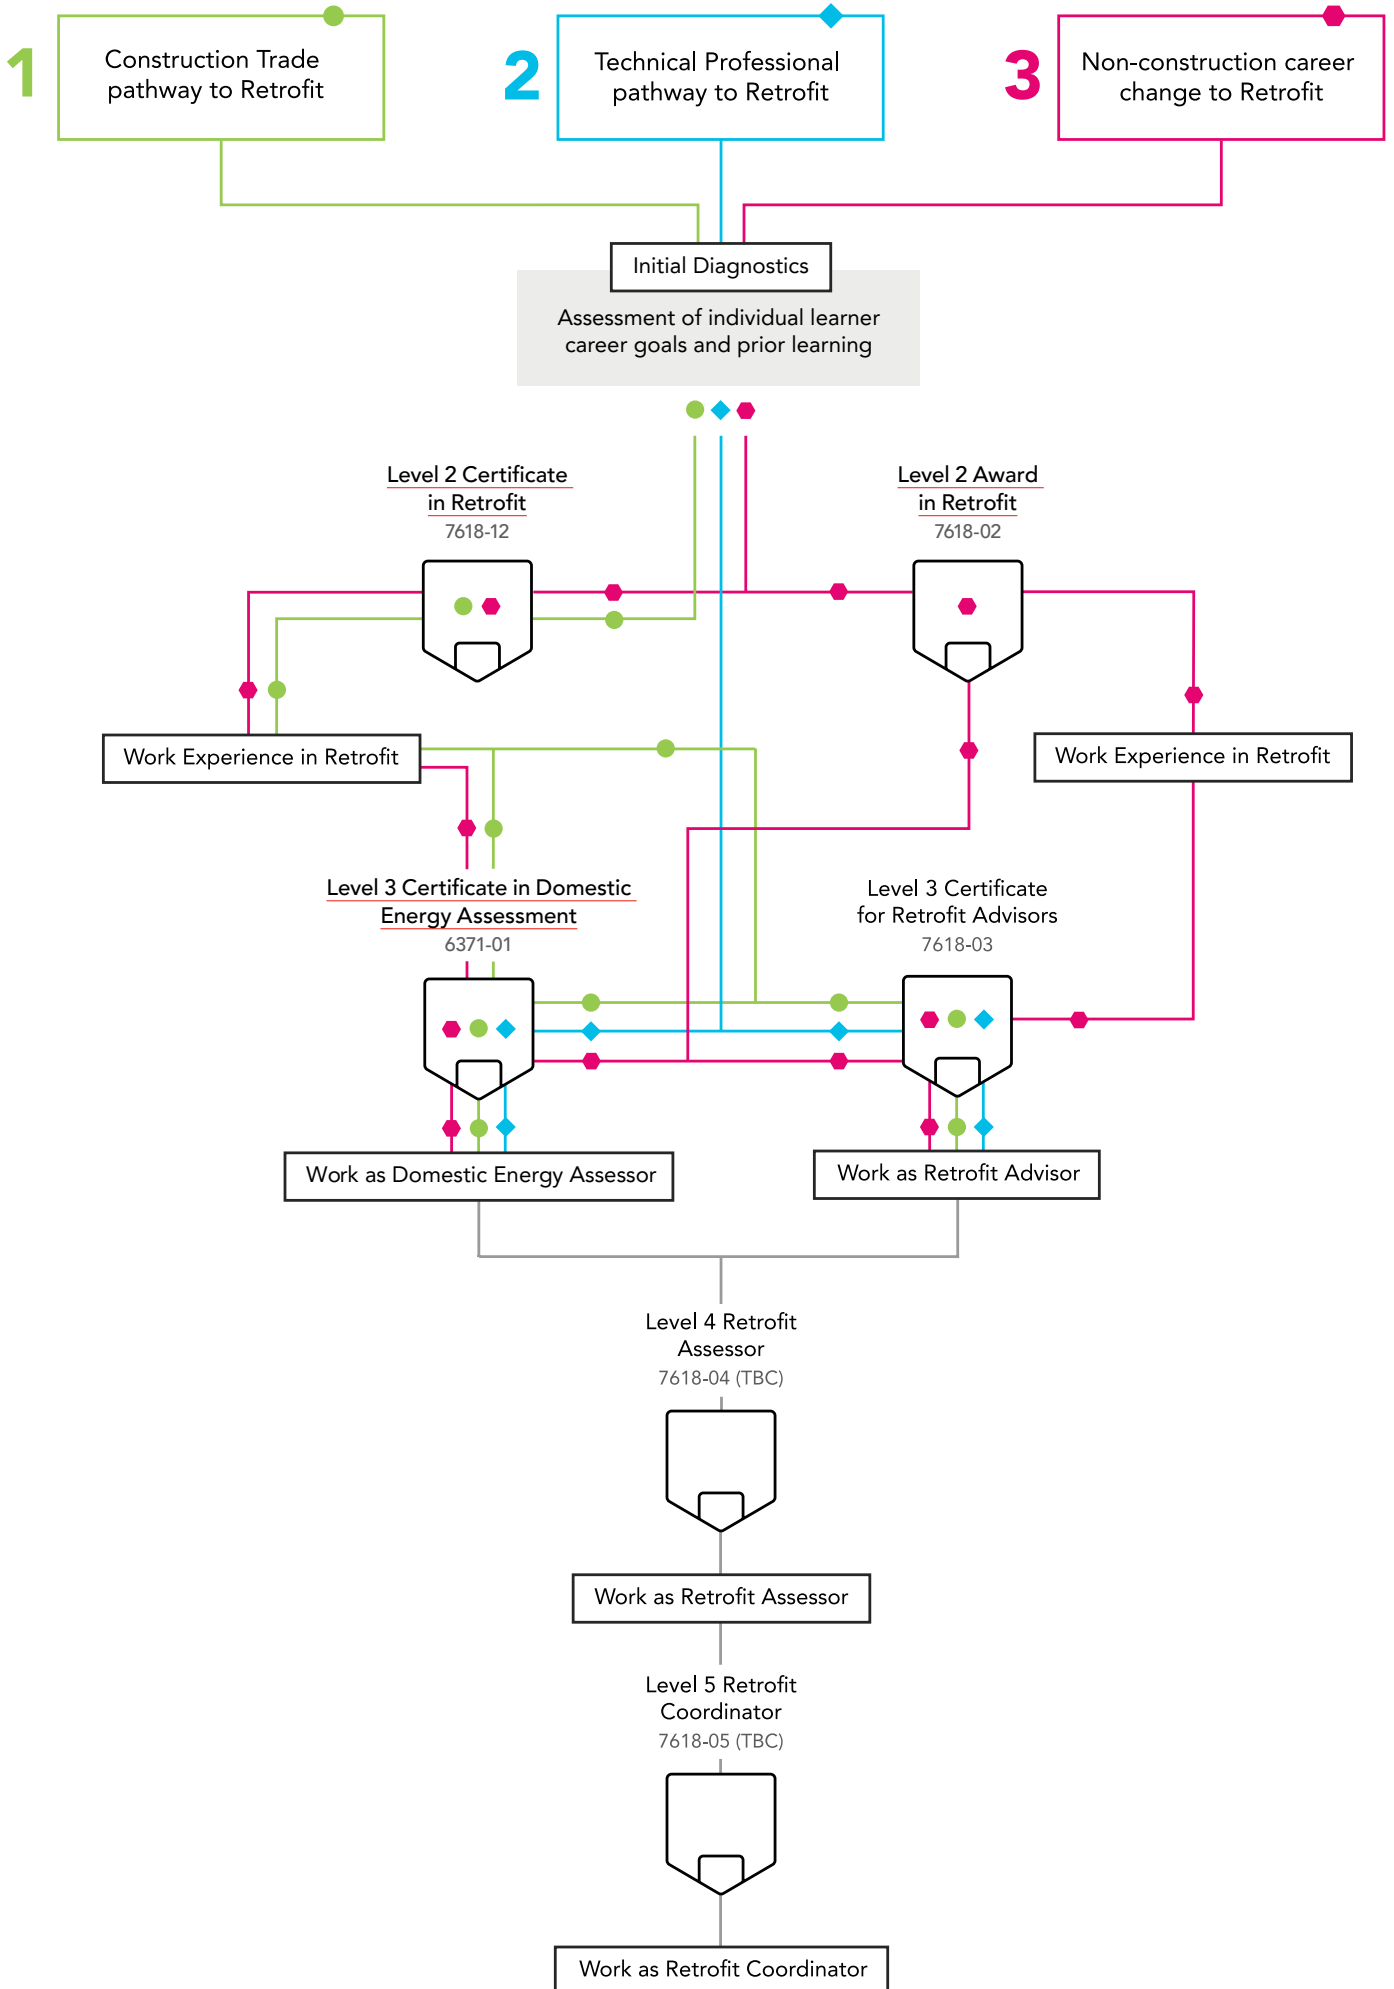 1
Construction Trade
pathway to Retrofit
2
Technical Professional
pathway to Retrofit
3
Non-construction career
change to Retrofit
Initial Diagnostics
Assessment of individual learner
career goals and prior learning
Level 2 Certificate
in Retrofit
7618-12
Level 2 Award
in Retrofit
7618-02
Work Experience in Retrofit
Work Experience in Retrofit
Level 3 Certificate in Domestic
Energy Assessment
6371-01
Level 3 Certificate
for Retrofit Advisors
7618-03
Work as Domestic Energy Assessor
Work as Retrofit Advisor
Level 4 Retrofit
Assessor
7618-04 (TBC)
Work as Retrofit Assessor
Level 5 Retrofit
Coordinator
7618-05 (TBC)
Work as Retrofit Coordinator